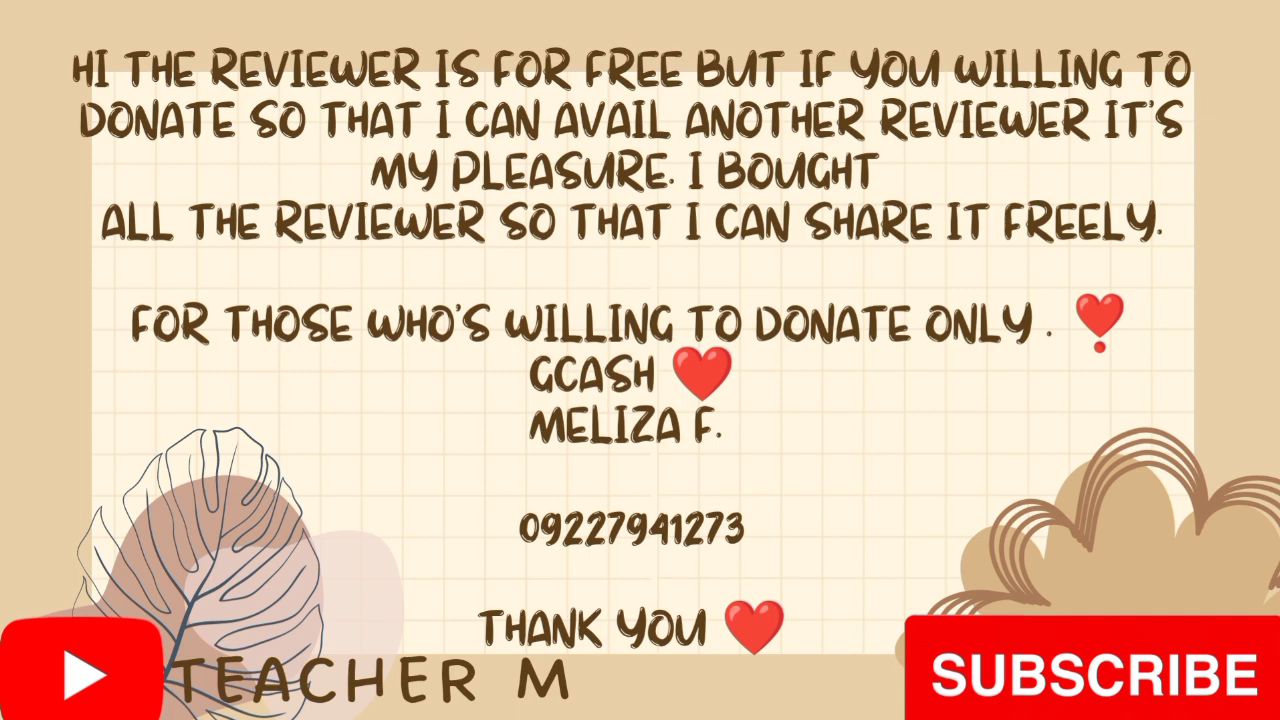 HI THE REVIEWER IS FOR FREE BUT IF YOU WILLING TO
DONATE SO THAT I CAN AVAIL ANOTHER REVIEWER IT'S
MY PLEASURE. I BOUGHT
ALL THE REVIEWER SO THAT I CAN SHARE IT FREELY.
FOR THOSE WHO'S WILLING TO DONATE ONLY . ❣️
GCASH ❤️
MELIZA F.
09227941273
THANK YOU ❤️
TEACHER M
SUBSCRIBE